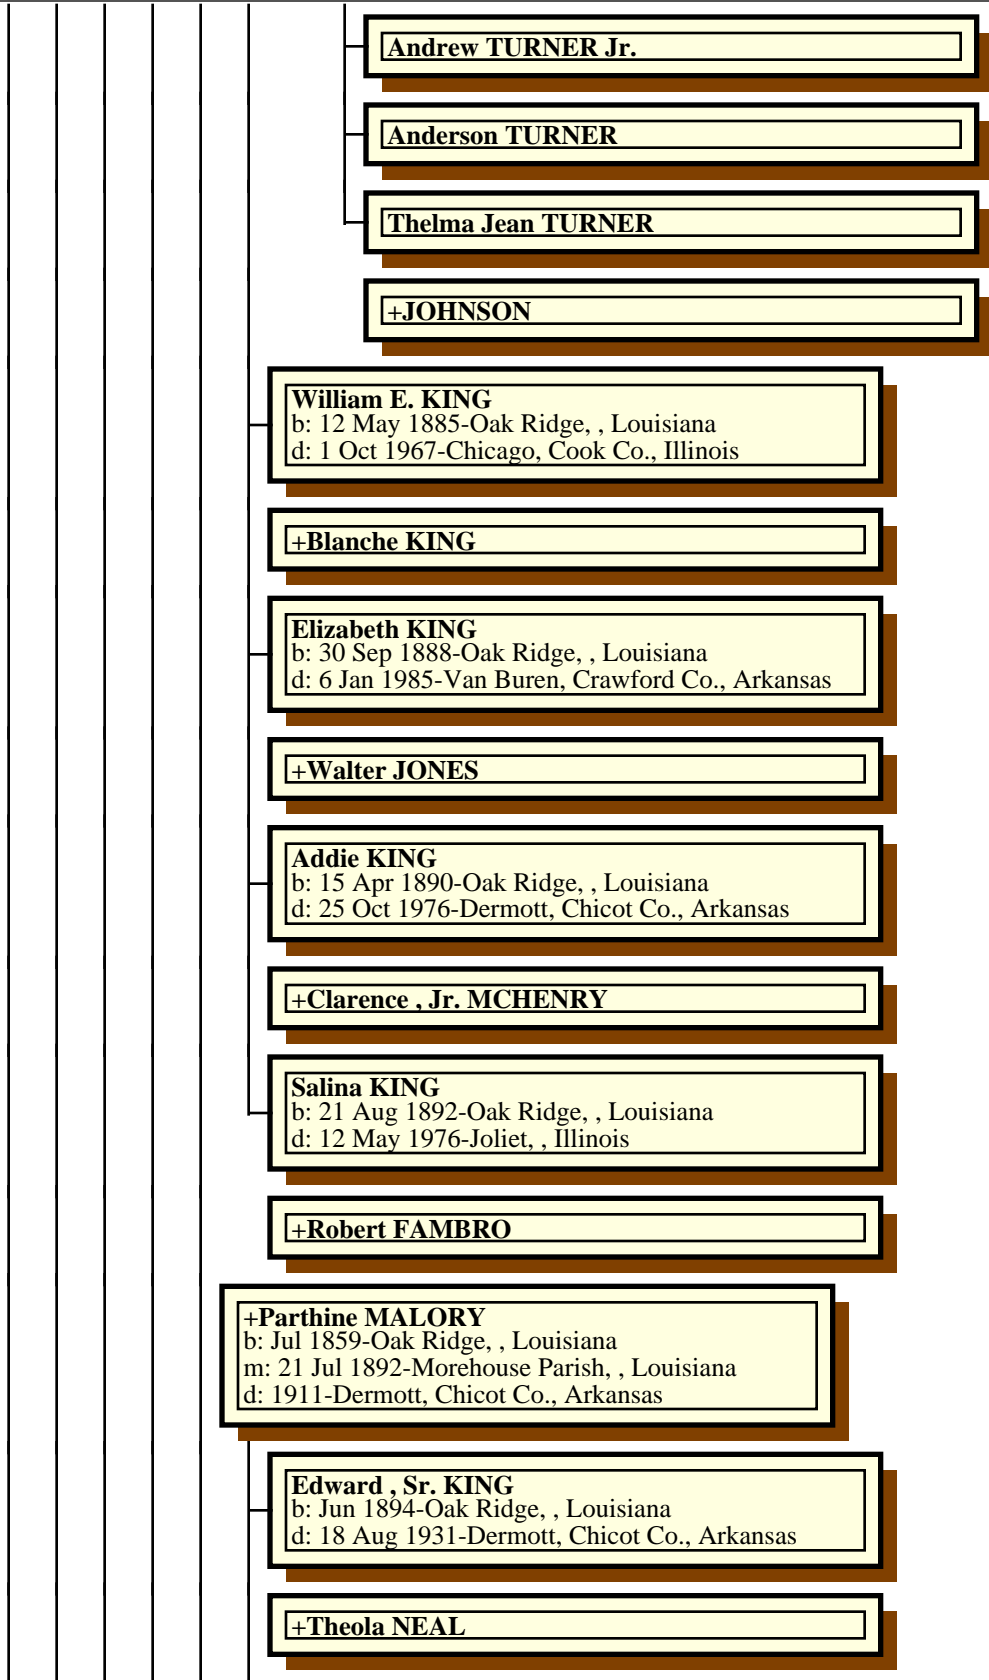 Andrew TURNER Jr.
Anderson TURNER
Thelma Jean TURNER
+JOHNSON
William E. KING
b: 12 May 1885-Oak Ridge, , Louisiana
d: 1 Oct 1967-Chicago, Cook Co., Illinois
+Blanche KING
Elizabeth KING
b: 30 Sep 1888-Oak Ridge, , Louisiana
d: 6 Jan 1985-Van Buren, Crawford Co., Arkansas
+Walter JONES
Addie KING
b: 15 Apr 1890-Oak Ridge, , Louisiana
d: 25 Oct 1976-Dermott, Chicot Co., Arkansas
+Clarence , Jr. MCHENRY
Salina KING
b: 21 Aug 1892-Oak Ridge, , Louisiana
d: 12 May 1976-Joliet, , Illinois
+Robert FAMBRO
+Parthine MALORY
b: Jul 1859-Oak Ridge, , Louisiana
m: 21 Jul 1892-Morehouse Parish, , Louisiana
d: 1911-Dermott, Chicot Co., Arkansas
Edward , Sr. KING
b: Jun 1894-Oak Ridge, , Louisiana
d: 18 Aug 1931-Dermott, Chicot Co., Arkansas
+Theola NEAL